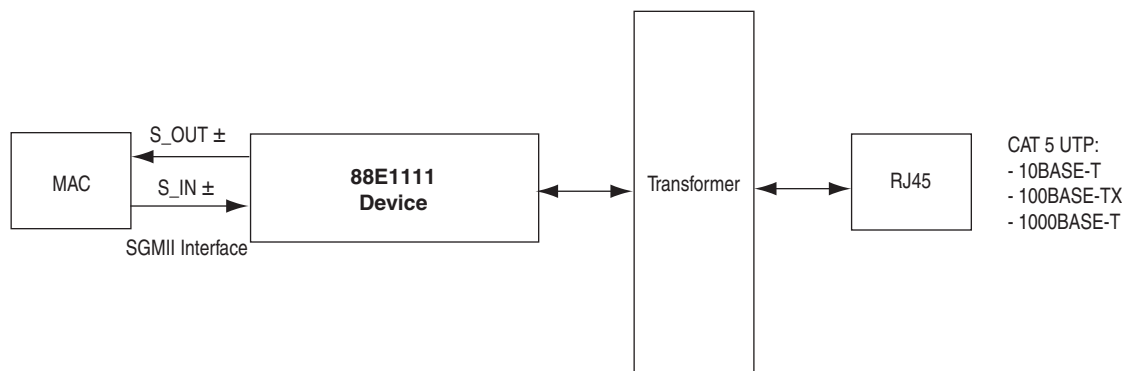 S_OUT ±
MAC
S_IN ±
SGMII Interface
88E1111
Device
Transformer
RJ45
CAT 5 UTP:
- 10BASE-T
- 100BASE-TX
- 1000BASE-T